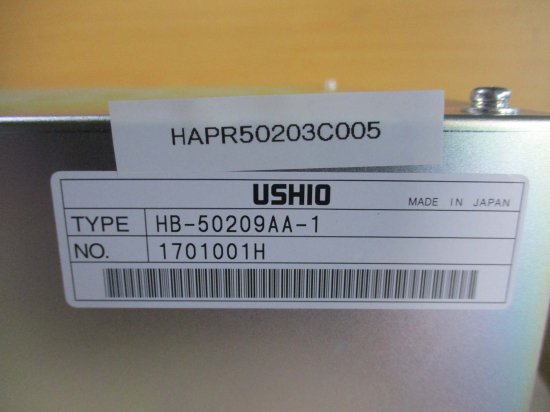 HAPR50203C005
USHIO
MADE IN JAPAN
TYPE HB-50209AA-1
NO. 1701001H